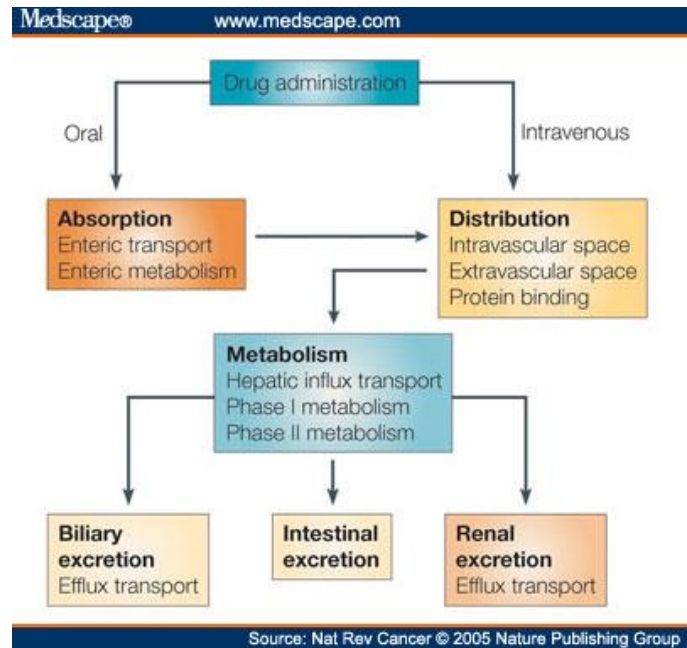 Medscape® www.medscape.com
Drug administration
Oral
Intravenous
Absorption
Enteric transport
Enteric metabolism
Distribution
Intravascular space
Extravascular space
Protein binding
Metabolism
Hepatic influx transport
Phase I metabolism
Phase II metabolism
Biliary
excretion
Efflux transport
Intestinal
excretion
Renal
excretion
Efflux transport
Source: Nat Rev Cancer © 2005 Nature Publishing Group